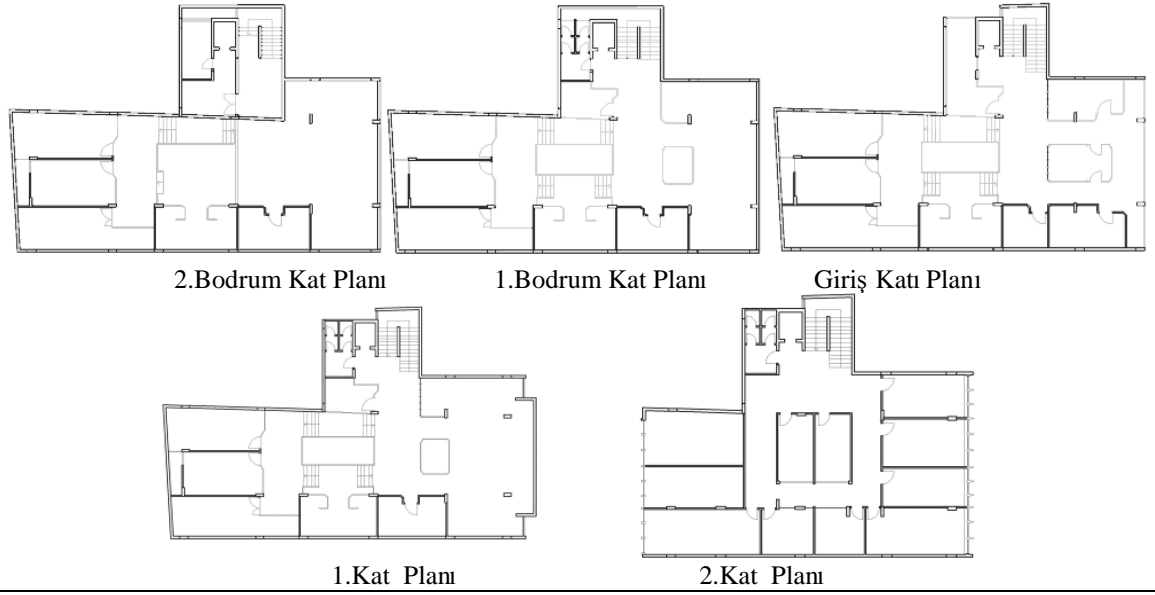 2.Bodrum Kat Planı 1.Bodrum Kat Planı Giriş Katı Planı
1.Kat Planı 2.Kat Planı